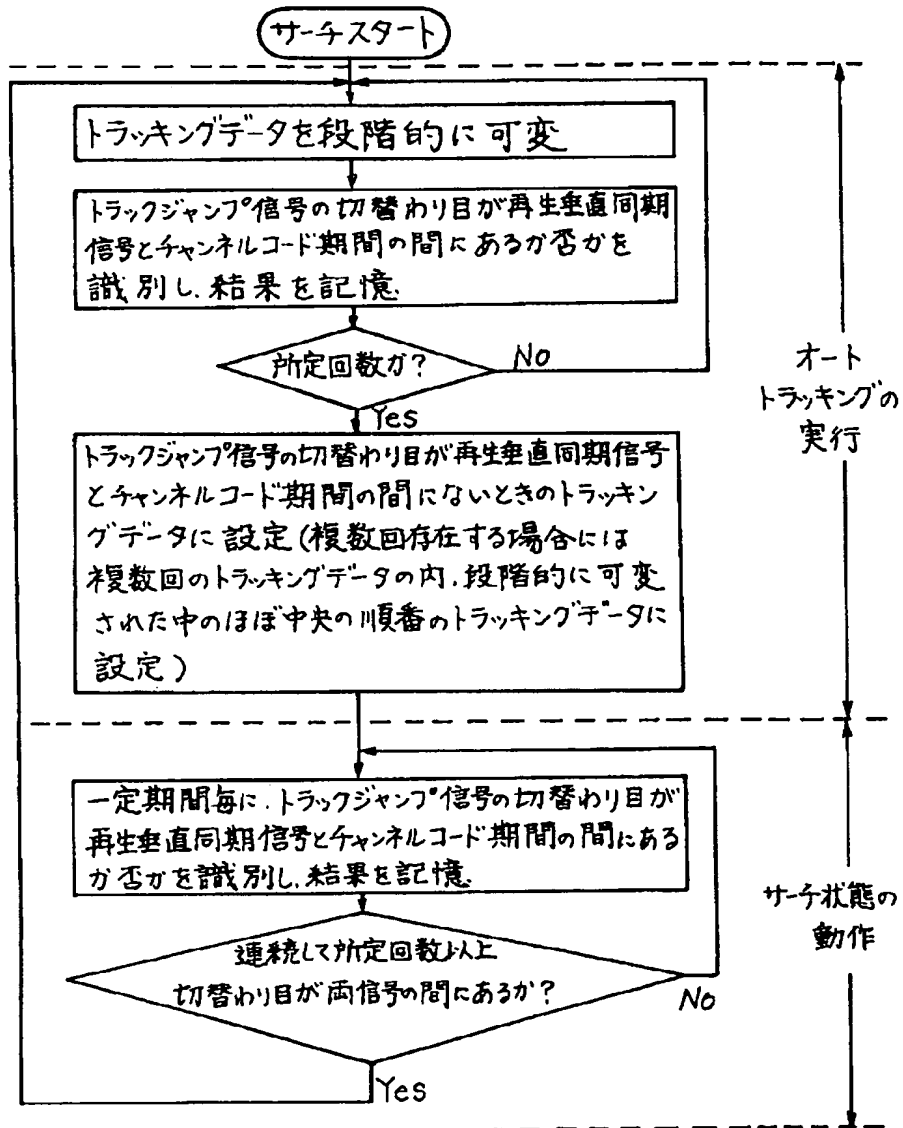 サーチスタート
トラッキングデータを段階的に可変
トラックジャンプ信号の切替わり目が再生垂直同期
信号とチャンネルコード期間の間にあるか否かを
識別し、結果を記憶.
所定回数か?
No
Yes
オート
トラッキングの
実行
トラックジャンプ信号の切替わり目が再生垂直同期信号
とチャンネルコード期間の間にないときのトラッキン
グデータに設定(複数回存在する場合には
複数回のトラッキングデータの内、段階的に可変
された中のほぼ中央の順番のトラッキングデータに
設定)
一定期間毎に、トラックジャンプ信号の切替わり目が
再生垂直同期信号とチャンネルコード期間の間にある
か否かを識別し、結果を記憶.
連続して所定回数以上
切替わり目が両信号の間にあるか?
No
Yes
サーチ状態の
動作